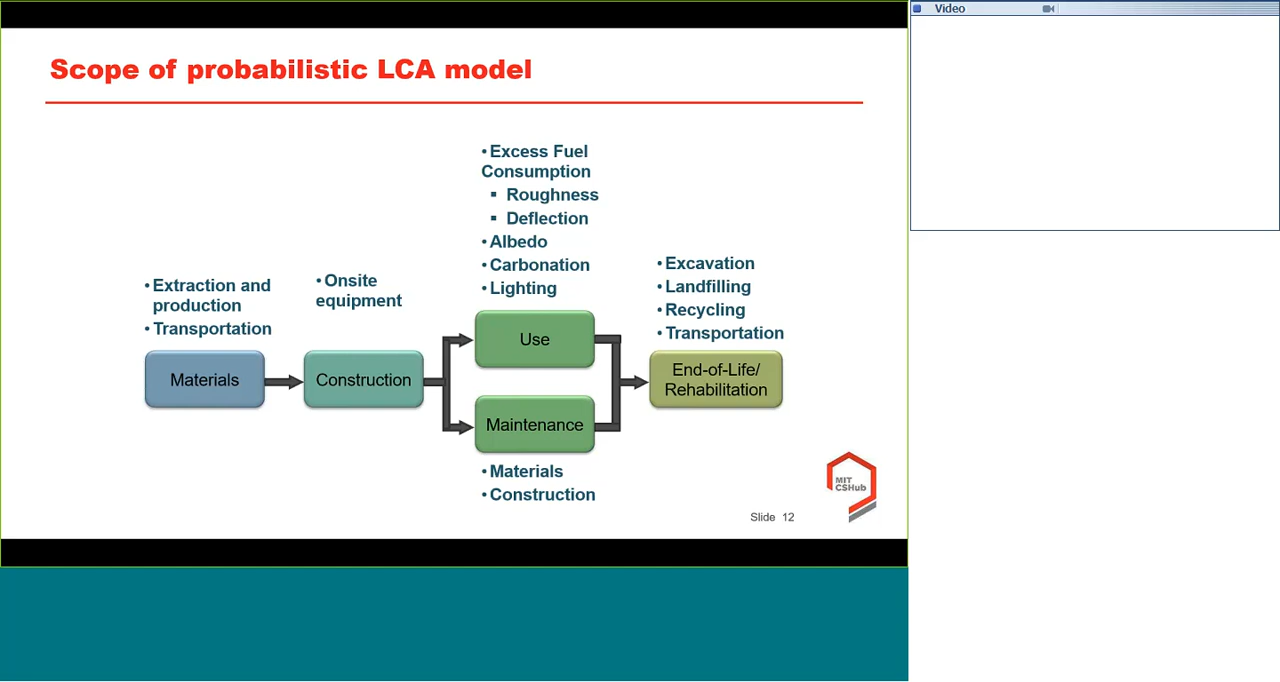 Video
Scope of probabilistic LCA model
• Extraction and
production
• Transportation
Materials
• Onsite
equipment
Construction
• Excess Fuel
Consumption
▪ Roughness
▪ Deflection
• Albedo
• Carbonation
• Lighting
Use
Maintenance
• Materials
• Construction
• Excavation
• Landfilling
• Recycling
• Transportation
End-of-Life/
Rehabilitation
MIT
CSHub
Slide 12